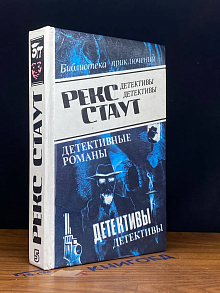 Библиотека приключений
ДЕТЕКТИВЫ
ДЕТЕКТИВЫ
РЕКС
СТАУТ
ДЕТЕКТИВНЫЕ
РОМАНЫ
ДЕТЕКТИВЫ
ДЕТЕКТИВЫ
РЕКС СТАУТ